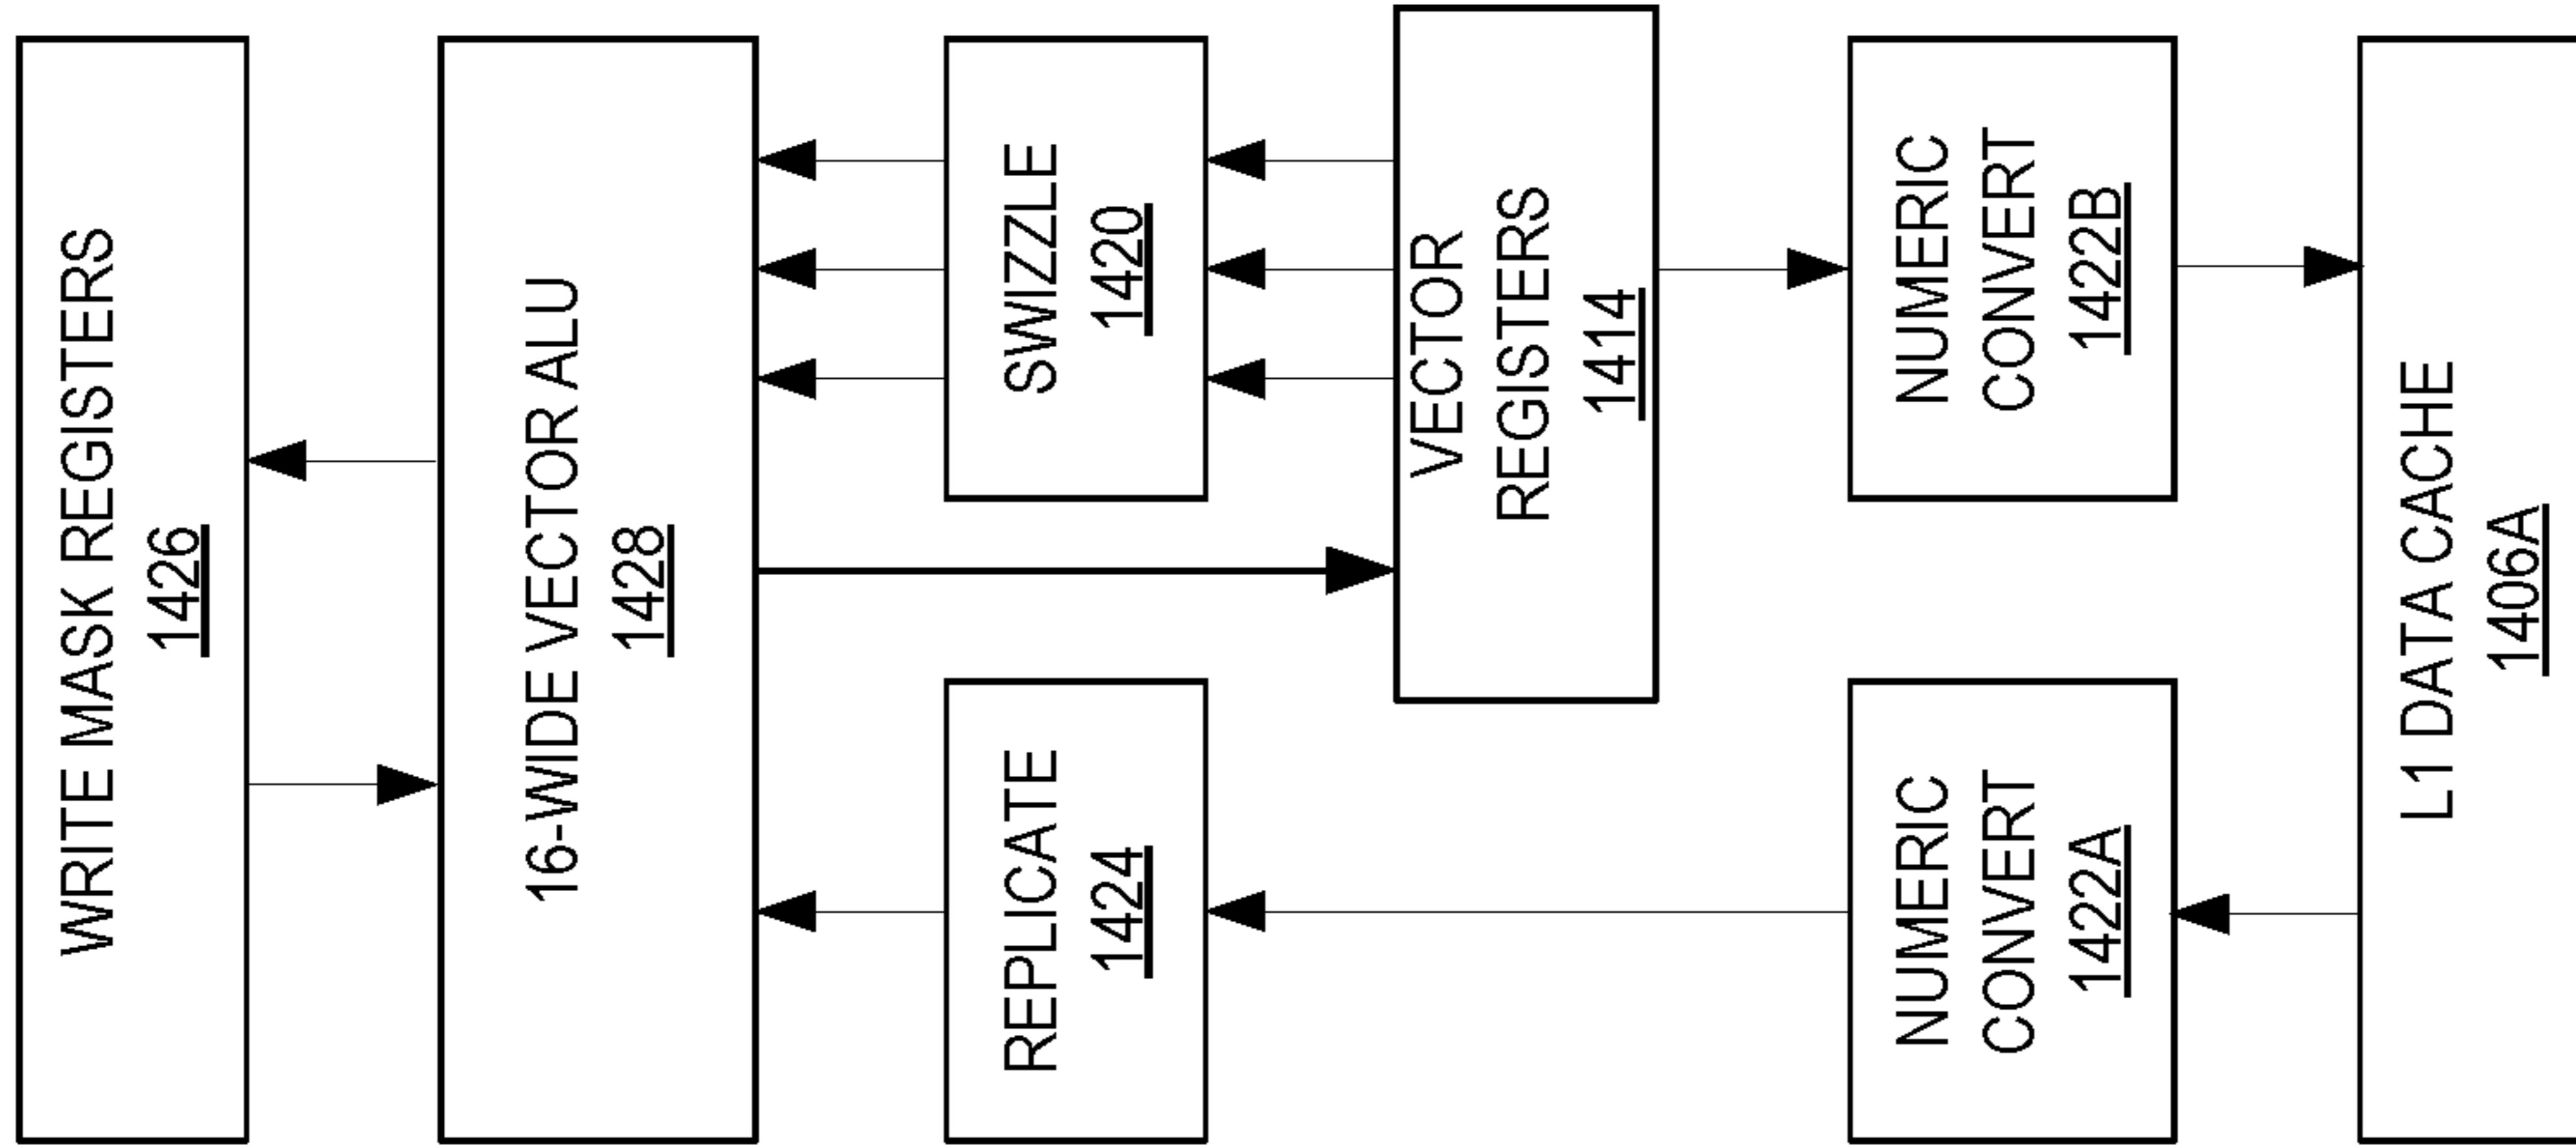 WRITE MASK REGISTERS
1426
16-WIDE VECTOR ALU
1428
REPLICATE
1424
SWIZZLE
1420
VECTOR
REGISTERS
1414
NUMERIC
CONVERT
1422A
NUMERIC
CONVERT
1422B
L1 DATA CACHE
1406A